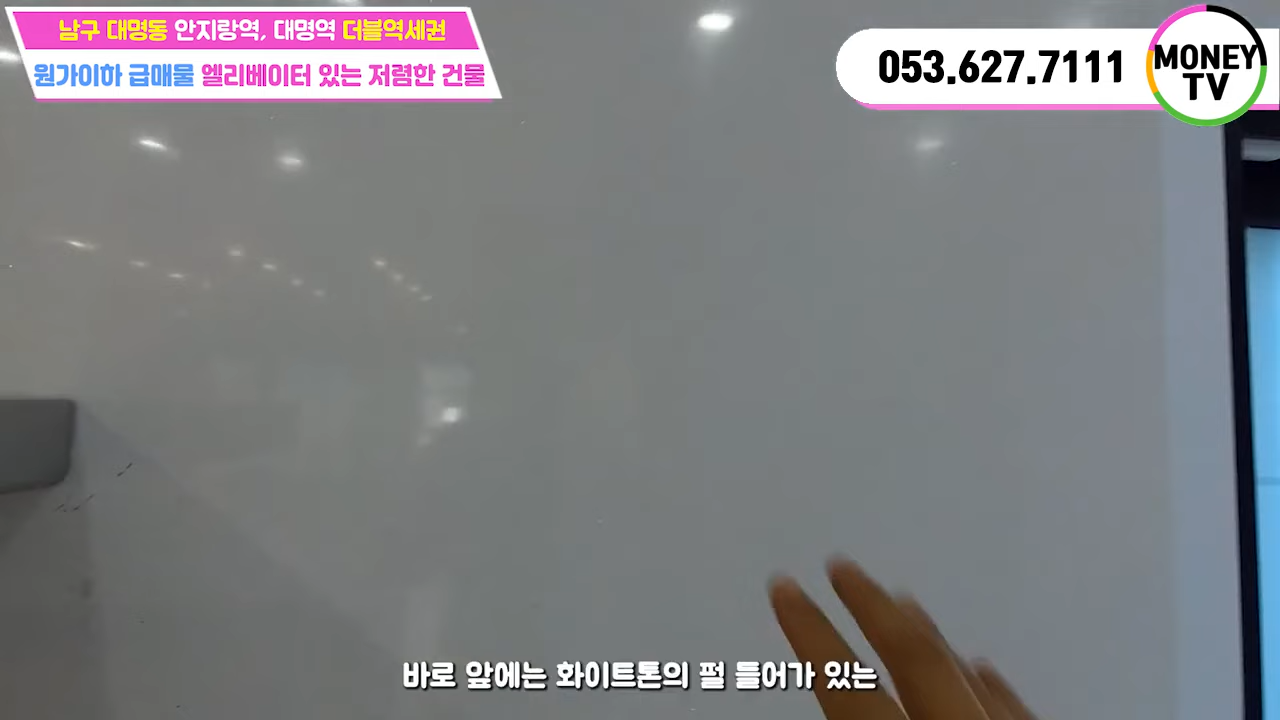 남구 대명동 안지랑역, 대명역 더블역세권
원가이하 급매물 엘리베이터 있는 저렴한 건물
053.627.7111
MONEY
TV
바로 앞에는 화이트톤의 펄 들어가 있는